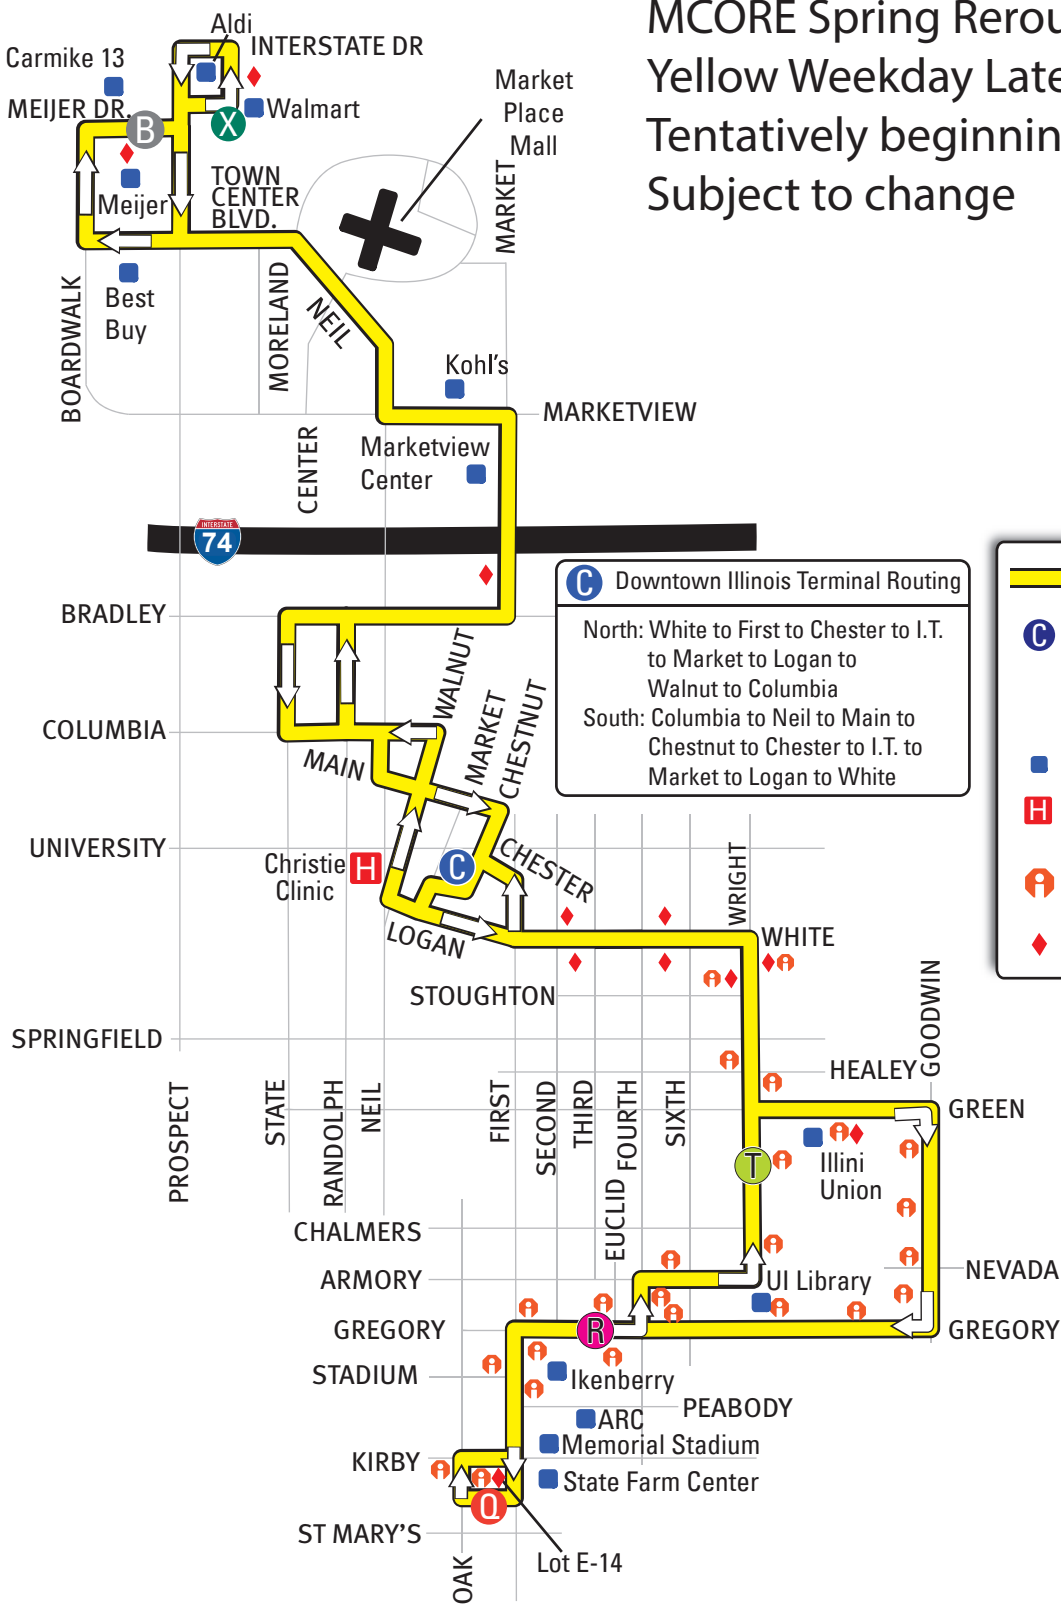 MCORE Spring Rerou
Yellow Weekday Late
Tentatively beginnin
Subject to change
Aldi
INTERSTATE DR
Carmike 13
MEIJER DR.
B
X
Walmart
Market
Place
Mall
MARKET
Meijer
TOWN
CENTER
BLVD.
Best
Buy
BOARDWALK
MORELAND
NEIL
Kohl's
MARKETVIEW
CENTER
Marketview
Center
INTERSTATE
74
C Downtown Illinois Terminal Routing
North: White to First to Chester to I.T.
to Market to Logan to
Walnut to Columbia
South: Columbia to Neil to Main to
Chestnut to Chester to I.T. to
Market to Logan to White
C
H
BRADLEY
WALNUT
MARKET
CHESTNUT
COLUMBIA
MAIN
UNIVERSITY
Christie
Clinic
H
C
CHESTER
WRIGHT
LOGAN
WHITE
STOUGHTON
GOODWIN
SPRINGFIELD
HEALEY
PROSPECT
STATE
RANDOLPH
NEIL
FIRST
SECOND
THIRD
FOURTH
SIXTH
GREEN
T
Illini
Union
EUCLID
CHALMERS
ARMORY
UI Library
NEVADA
GREGORY
R
GREGORY
STADIUM
Ikenberry
PEABODY
ARC
Memorial Stadium
KIRBY
State Farm Center
Q
ST MARY'S
OAK
Lot E-14